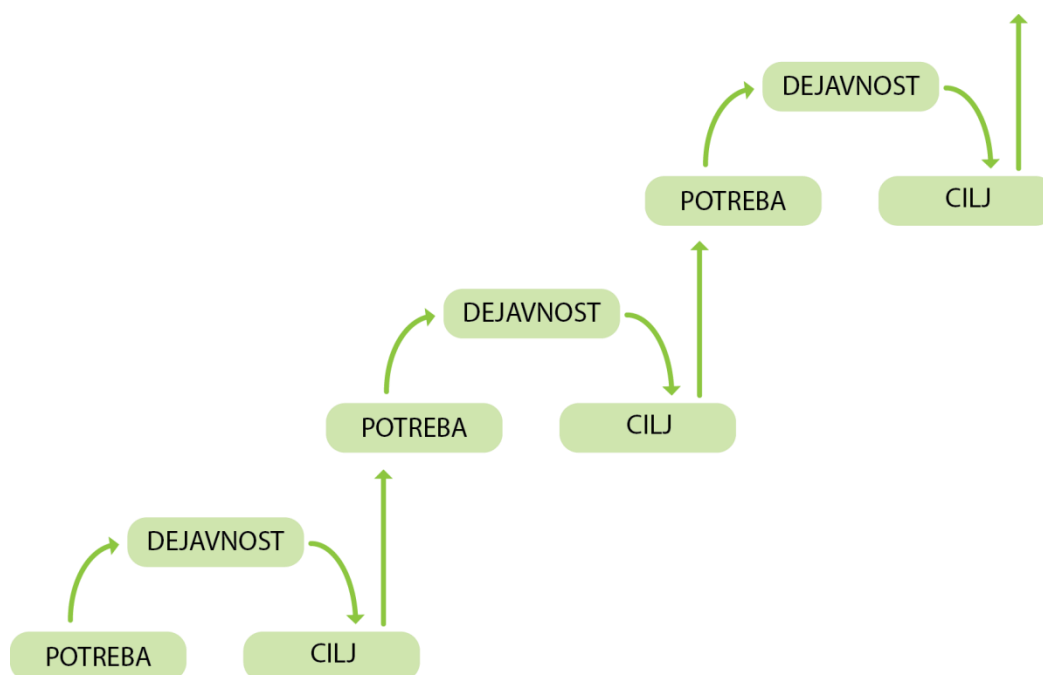 DEJAVNOST
POTREBA
CILJ
DEJAVNOST
POTREBA
CILJ
DEJAVNOST
POTREBA
CILJ